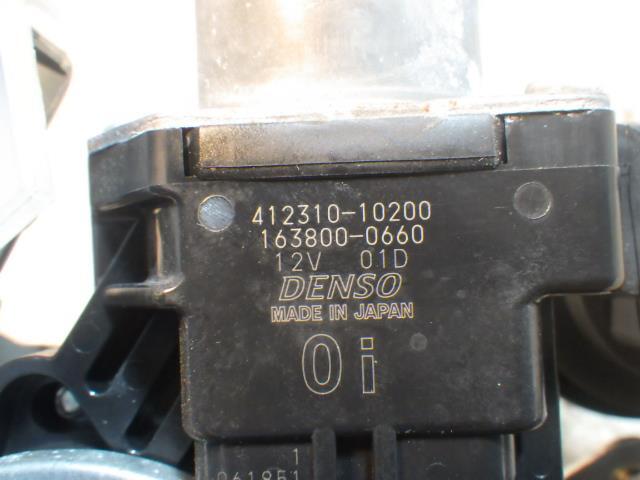 412310-10200
163800-0660
12V 01D
DENSO
MADE IN JAPAN
0i
1